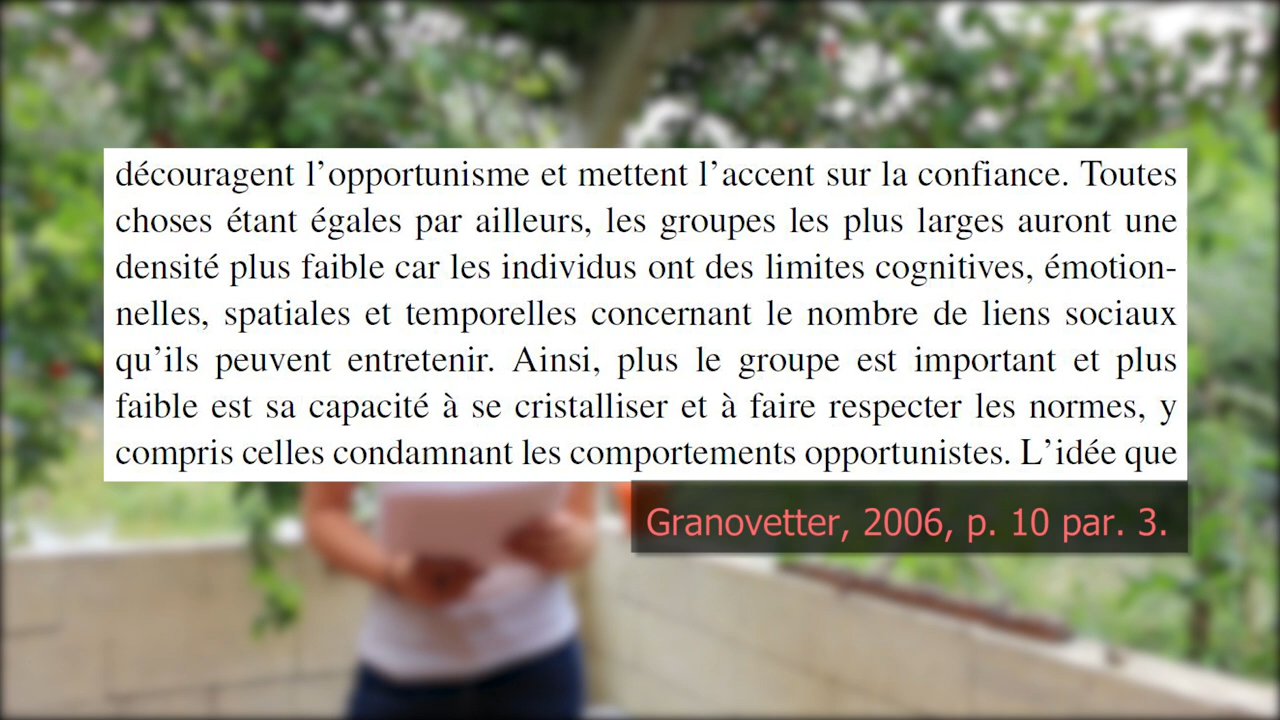 découragent l’opportunisme et mettent l’accent sur la confiance. Toutes
choses étant égales par ailleurs, les groupes les plus larges auront une
densité plus faible car les individus ont des limites cognitives, émotion-
nelles, spatiales et temporelles concernant le nombre de liens sociaux
qu’ils peuvent entretenir. Ainsi, plus le groupe est important et plus
faible est sa capacité à se cristalliser et à faire respecter les normes, y
compris celles condamnant les comportements opportunistes. L’idée que
Granovetter, 2006, p. 10 par. 3.